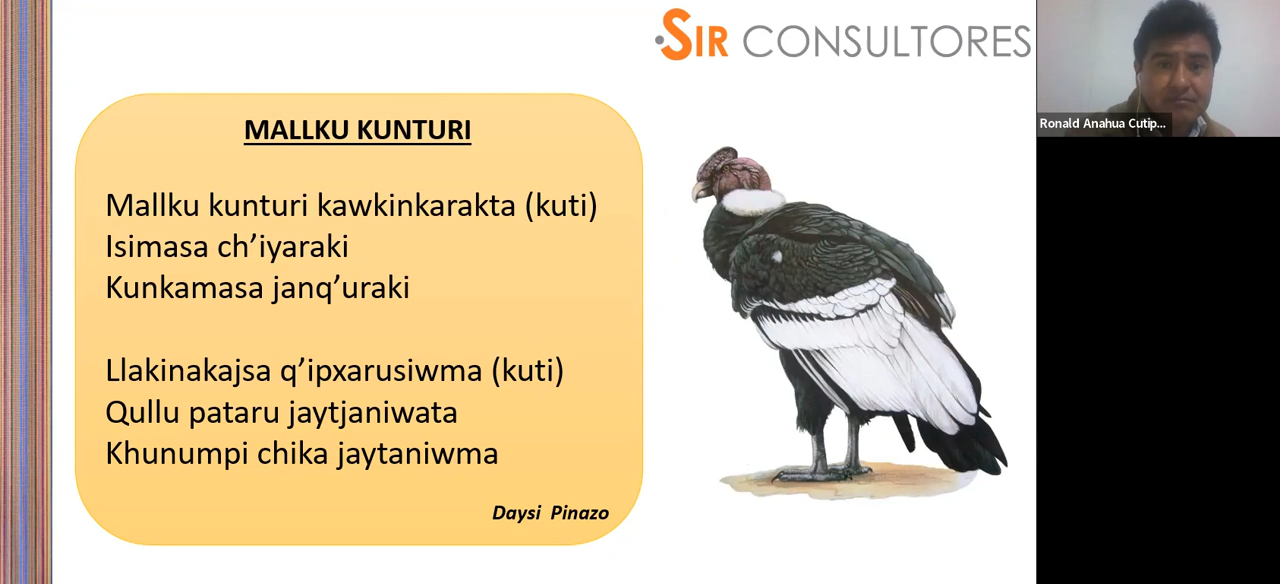 SIR CONSULTORES
Ronald Anahua Cutip...
MALLKU KUNTURI
Mallku kunturi kawkinkarakta (kuti)
Isimasa ch’iyaraki
Kunkamasa janq’uraki
Llakinakajsa q’ipxarusiwma (kuti)
Qullu pataru jaytjaniwata
Khunumpi chika jaytaniwma
Daysi Pinazo